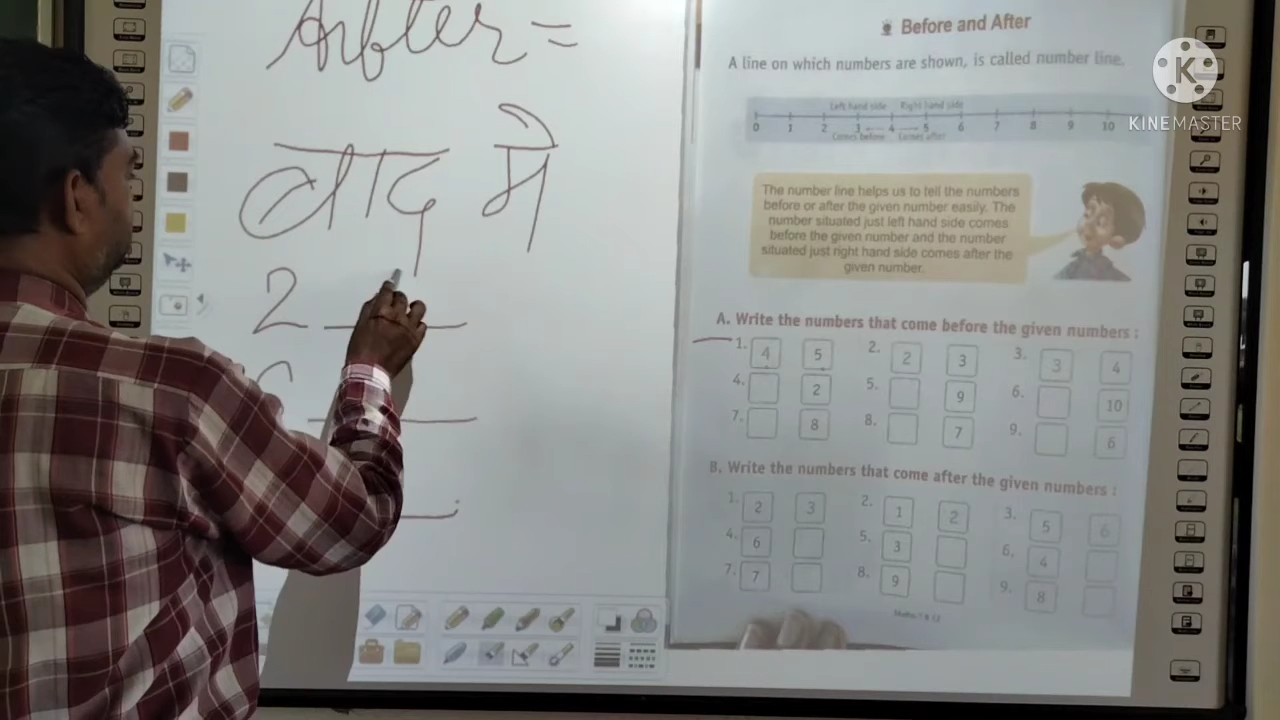 After =
बाद मे
2
Before and After
A line on which numbers are shown, is called number line.
Left hand side Right hand side
0 1 2 3 4 5 6 7 8 9 10
Comes before Comes after
The number line helps us to tell the numbers
before or after the given number easily. The
number situated just left hand side comes
before the given number and the number
situated just right hand side comes after the
given number.
A. Write the numbers that come before the given numbers :
1. 4 5 2. 2 3 3. 3 4
4. 2 5. 9 6. 10
7. 8 8. 7 9. 6
B. Write the numbers that come after the given numbers :
1. 2 3 2. 1 2 3. 5 6
4. 6 5. 3 6. 4
7. 7 8. 9 9. 8
K
KINEMASTER